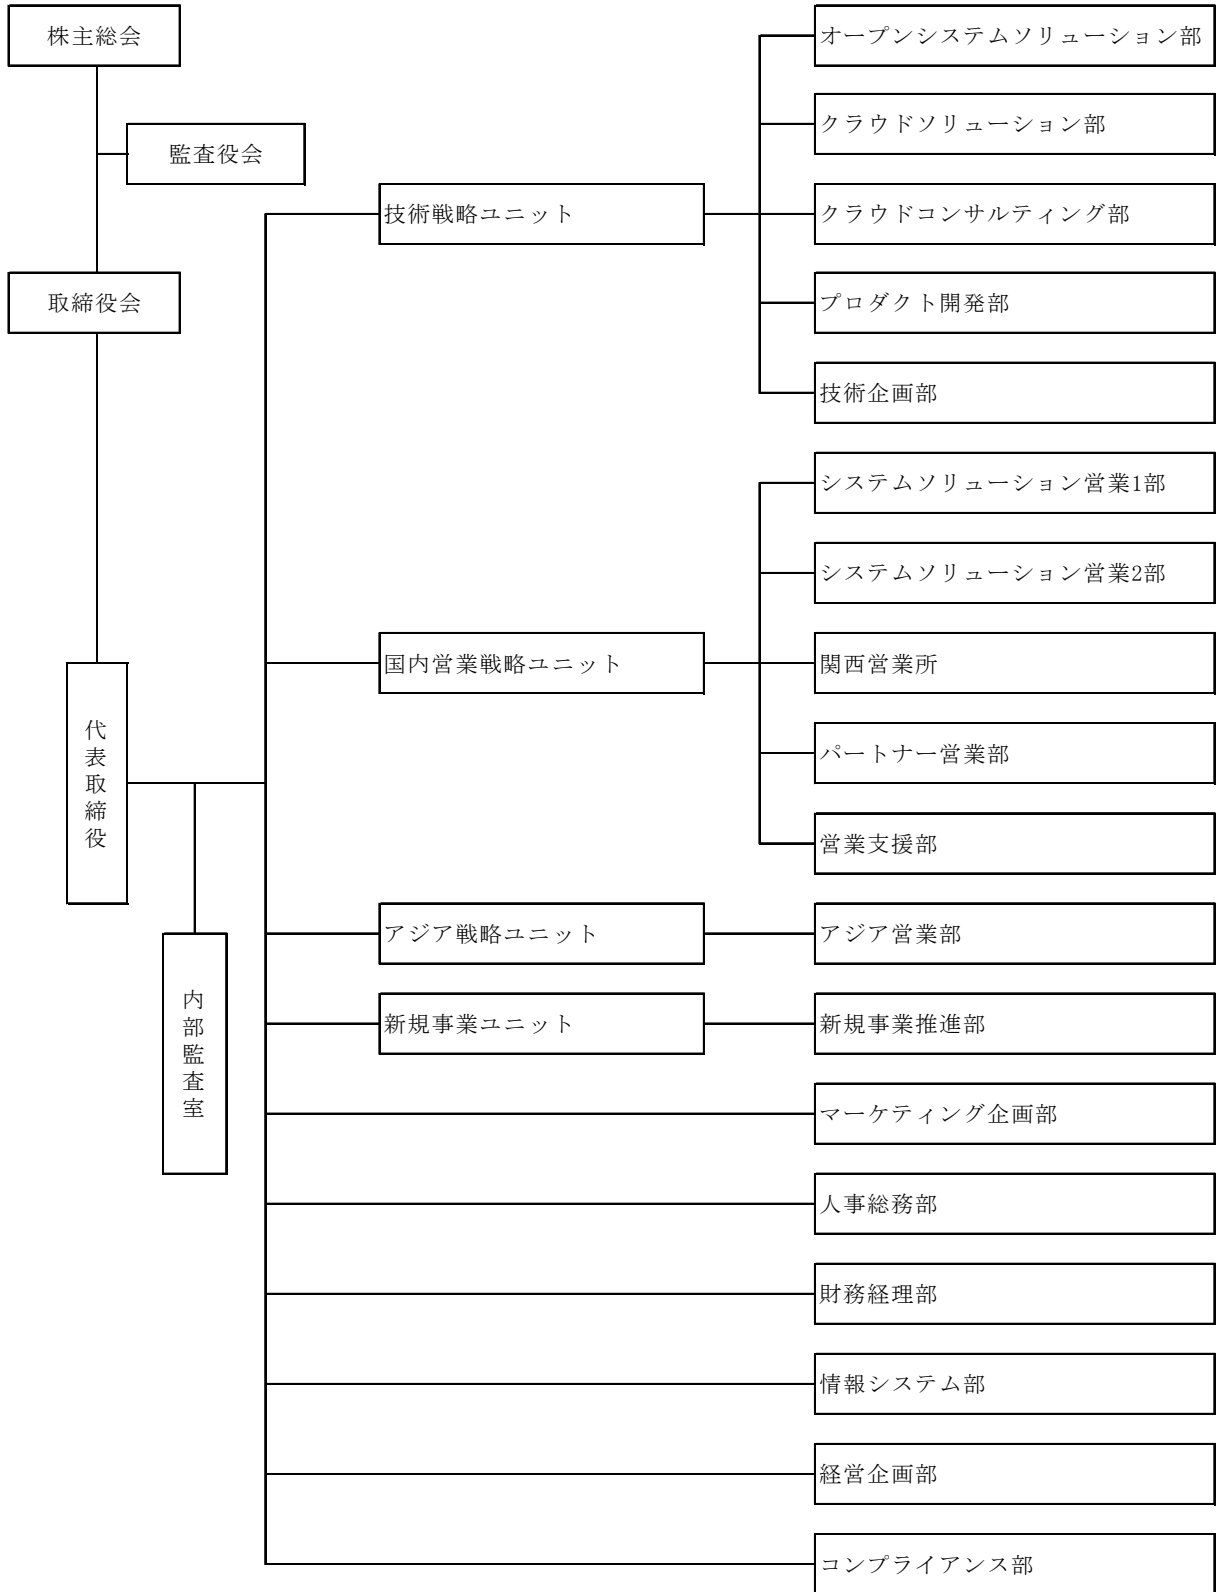 株主総会
監査役会
取締役会
代表取締役
内部監査室
技術戦略ユニット
オープンシステムソリューション部
クラウドソリューション部
クラウドコンサルティング部
プロダクト開発部
技術企画部
国内営業戦略ユニット
システムソリューション営業1部
システムソリューション営業2部
関西営業所
パートナー営業部
営業支援部
アジア戦略ユニット
アジア営業部
新規事業ユニット
新規事業推進部
マーケティング企画部
人事総務部
財務経理部
情報システム部
経営企画部
コンプライアンス部